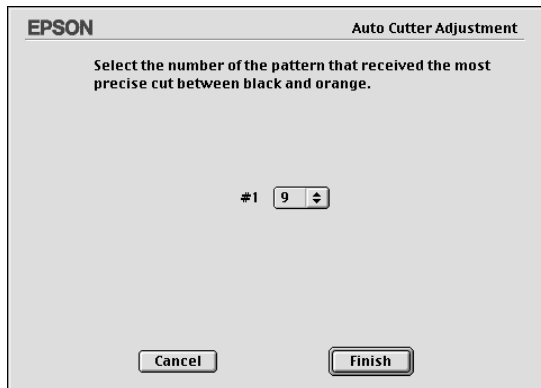 EPSON
Auto Cutter Adjustment
Select the number of the pattern that received the most
precise cut between black and orange.
#1 9
Cancel
Finish